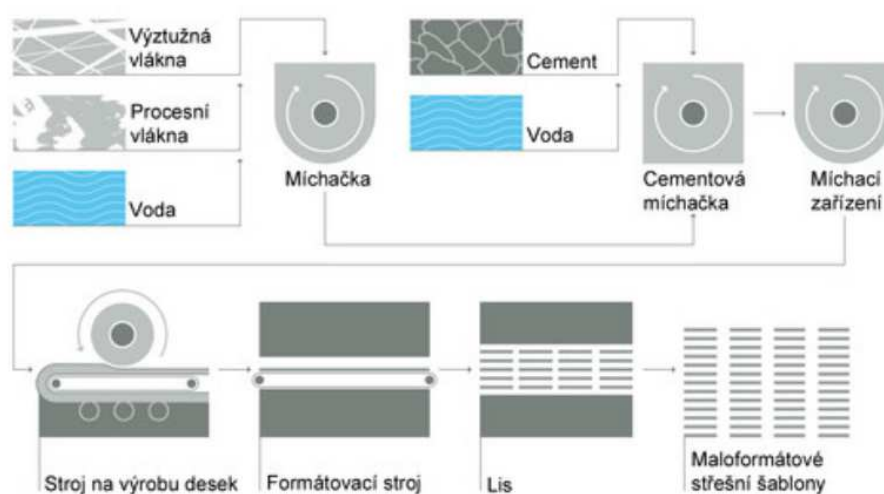 Výztužná
vlákna
Procesní
vlákna
Voda
Míchačka
Cement
Voda
Cementová
míchačka
Míchací
zařízení
Stroj na výrobu desek
Formátovací stroj
Lis
Maloformátové
střešní šablony